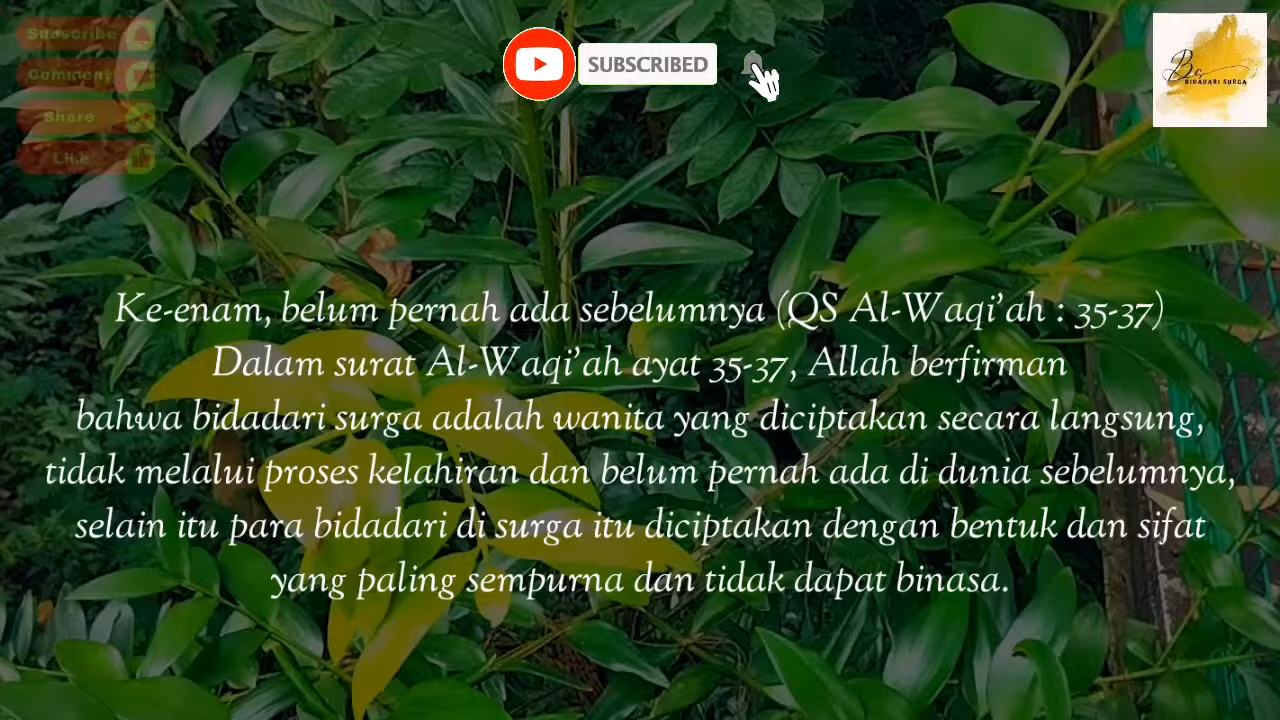 Subscribe
Comment
Share
Like
SUBSCRIBED
Bs
BIDADARI SURGA
Ke-enam, belum pernah ada sebelumnya (QS Al-Waqi’ah : 35-37)
Dalam surat Al-Waqi’ah ayat 35-37, Allah berfirman
bahwa bidadari surga adalah wanita yang diciptakan secara langsung,
tidak melalui proses kelahiran dan belum pernah ada di dunia sebelumnya,
selain itu para bidadari di surga itu diciptakan dengan bentuk dan sifat
yang paling sempurna dan tidak dapat binasa.